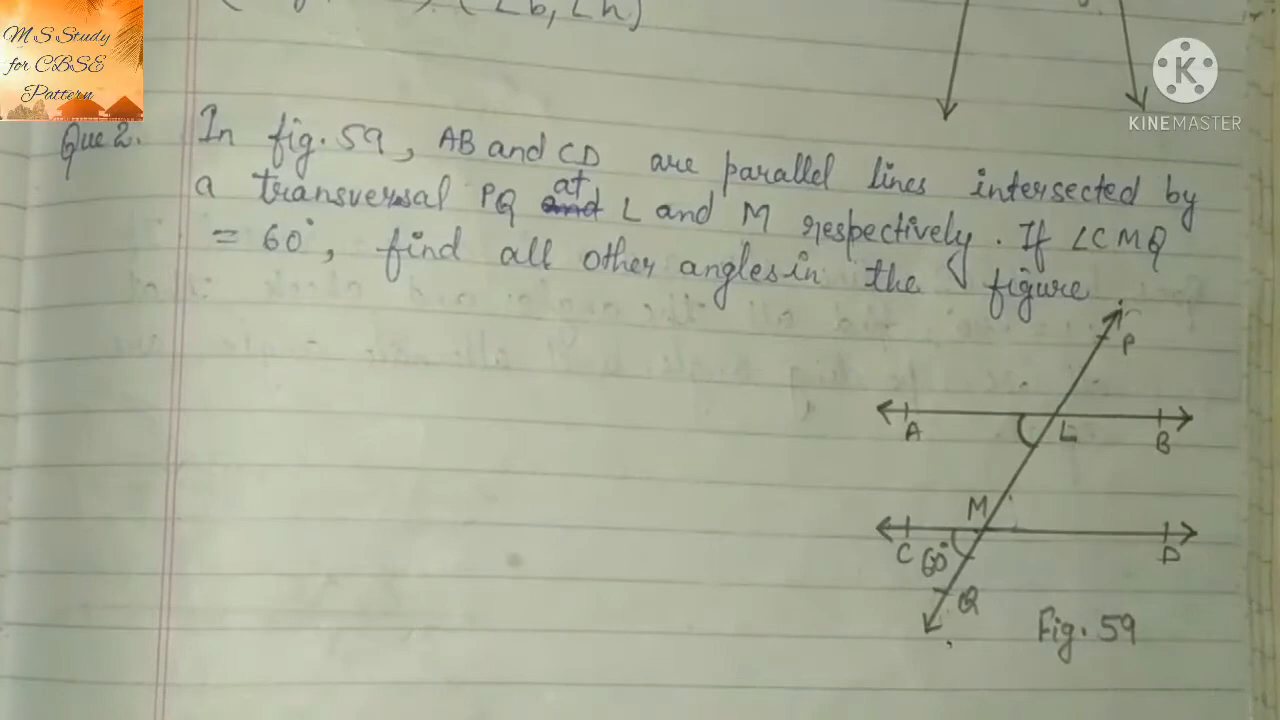 (∠b, ∠h)
M S Study
for CBSE
Pattern
K
KINEMASTER
Que 2. In fig. 59, AB and CD are parallel lines intersected by
a transversal PQ at L and M respectively. If ∠CMQ
= 60°, find all other angles in the figure
P
A L B
M
C 60° D
Q
Fig. 59